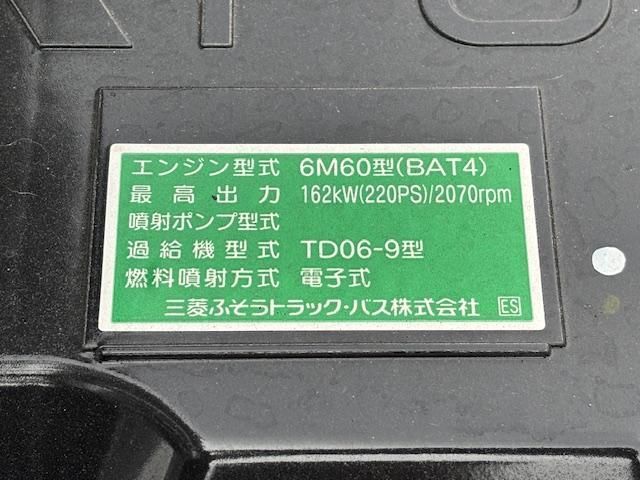 エンジン型式 6M60型(BAT4)
最高出力 162kW(220PS)/2070rpm
噴射ポンプ型式
過給機型式 TD06-9型
燃料噴射方式 電子式
三菱ふそうトラック・バス株式会社 ES